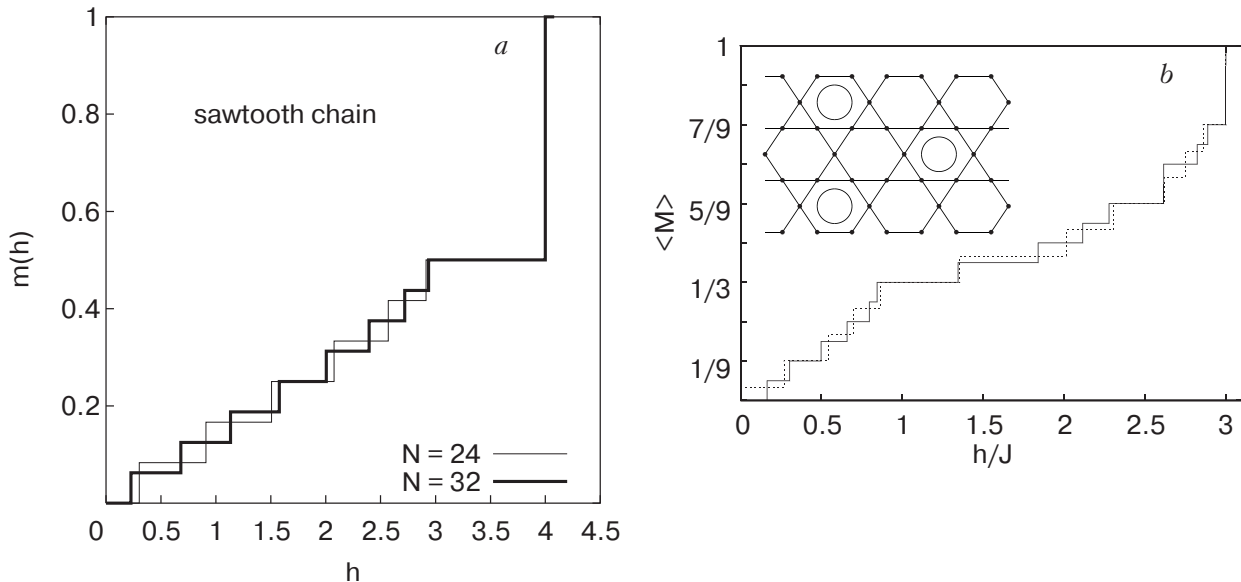 a
1
0.8
0.6
0.4
0.2
m(h)
sawtooth chain
N = 24
N = 32
0 0.5 1 1.5 2 2.5 3 3.5 4 4.5
h
b
1
7/9
5/9
1/3
1/9
<M>
0 0.5 1 1.5 2 2.5 3
h/J